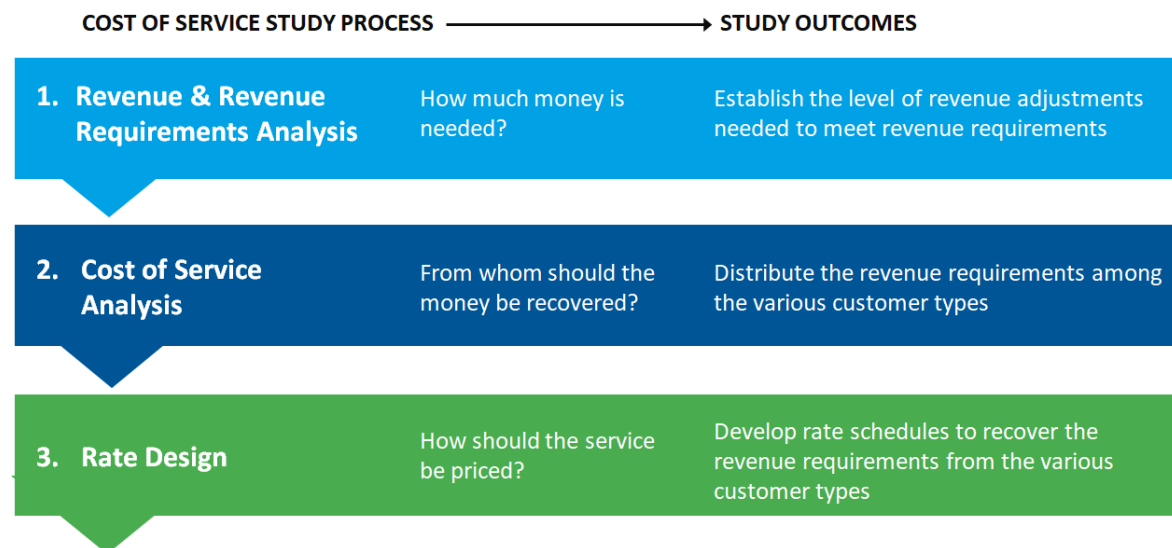 COST OF SERVICE STUDY PROCESS
STUDY OUTCOMES
1. Revenue & Revenue
Requirements Analysis
How much money is
needed?
Establish the level of revenue adjustments
needed to meet revenue requirements
2. Cost of Service
Analysis
From whom should the
money be recovered?
Distribute the revenue requirements among
the various customer types
3. Rate Design
How should the service
be priced?
Develop rate schedules to recover the
revenue requirements from the various
customer types